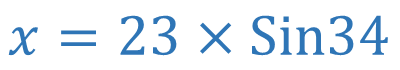 x = 23 × Sin34